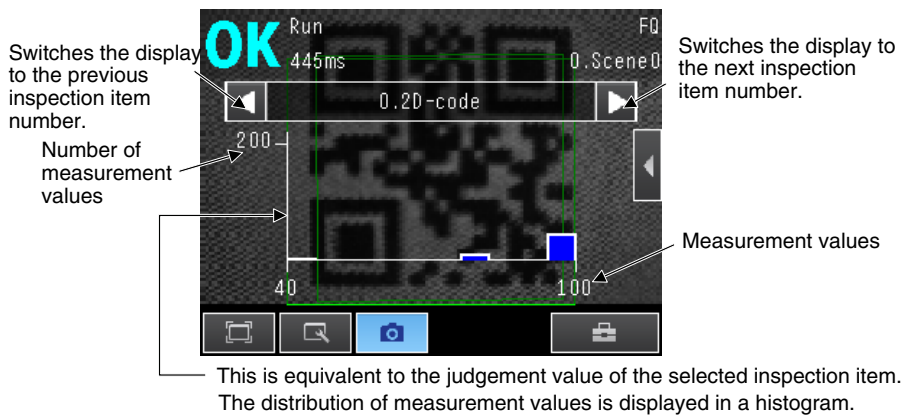 Switches the display
to the previous
inspection item
number.
Number of
measurement
values
OK
Run
FQ
445ms
0.Scene0
0.2D-code
200
40
100
Switches the display to
the next inspection
item number.
Measurement values
This is equivalent to the judgement value of the selected inspection item.
The distribution of measurement values is displayed in a histogram.